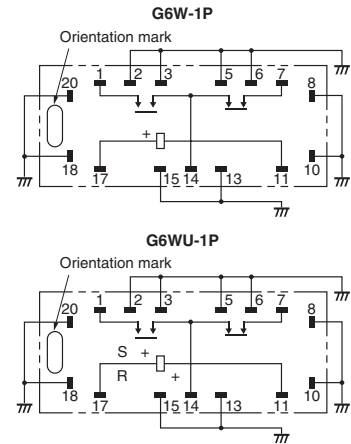 G6W-1P
Orientation mark
20 1 2 3 5 6 7 8
+
18 17 15 14 13 11 10
G6WU-1P
Orientation mark
20 1 2 3 5 6 7 8
S +
R +
18 17 15 14 13 11 10